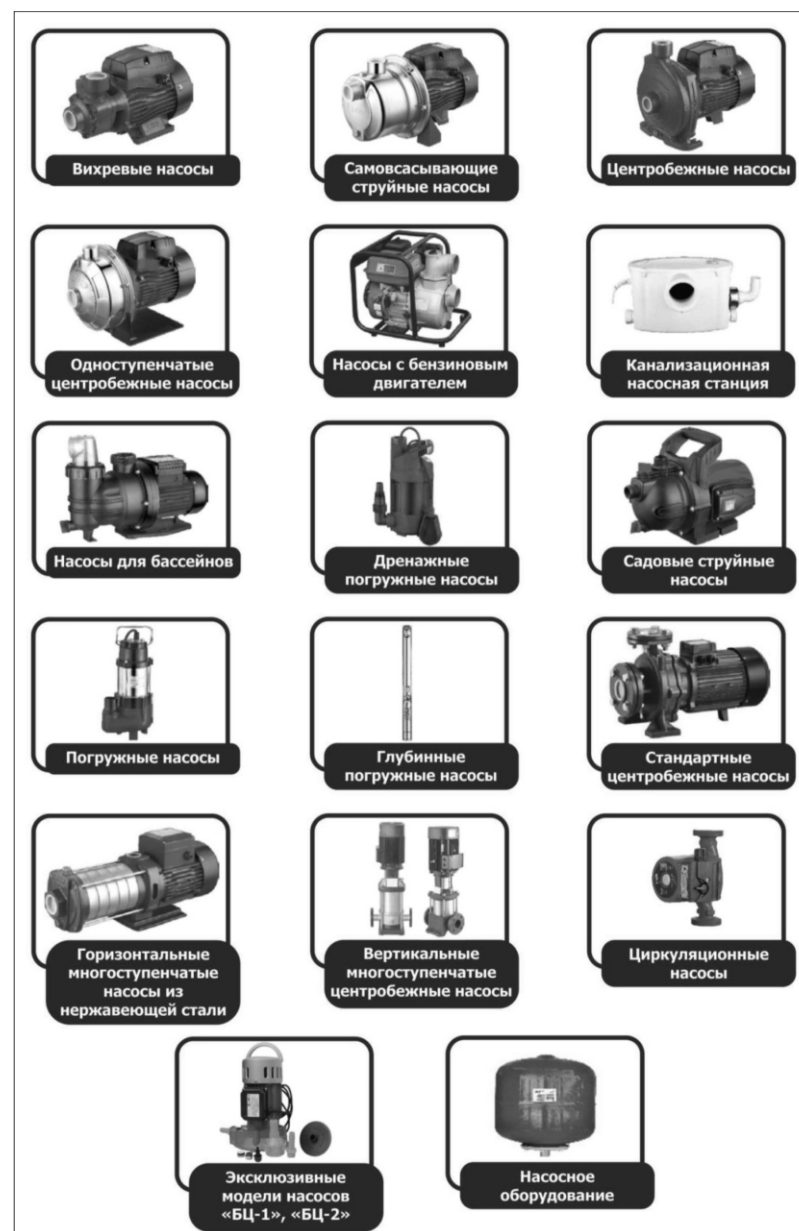 Вихревые насосы
Самовсасывающие
струйные насосы
Центробежные насосы
Одноступенчатые
центробежные насосы
Насосы с бензиновым
двигателем
Канализационная
насосная станция
Насосы для бассейнов
Дренажные
погружные насосы
Садовые струйные
насосы
Погружные насосы
Глубинные
погружные насосы
Стандартные
центробежные насосы
Горизонтальные
многоступенчатые
насосы из
нержавеющей стали
Вертикальные
многоступенчатые
центробежные насосы
Циркуляционные
насосы
Эксклюзивные
модели насосов
«БЦ-1», «БЦ-2»
Насосное
оборудование